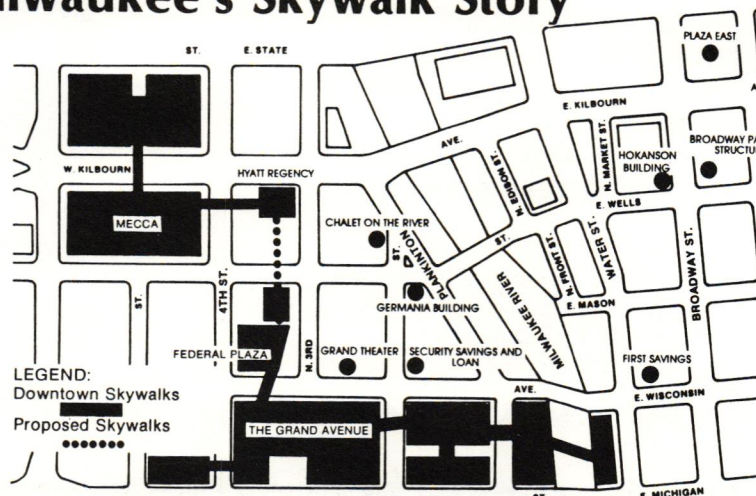 Milwaukee's Skywalk Story
PLAZA EAST
ST.
E. STATE
E. KILBOURN
AVE.
N. EDISON ST.
N. MARKET ST.
HOKANSON
BUILDING
BROADWAY PA
STRUCTU
W. KILBOURN
HYATT REGENCY
MECCA
CHALET ON THE RIVER
ST.
PLANKINTON
E. WELLS
ST.
N. FRONT ST.
WATER ST.
BROADWAY ST.
ST.
4TH ST.
GERMANIA BUILDING
MILWAUKEE RIVER
E. MASON
FEDERAL PLAZA
N. 3RD
GRAND THEATER
SECURITY SAVINGS AND
LOAN
FIRST SAVINGS
LEGEND:
Downtown Skywalks
Proposed Skywalks
AVE.
E. WISCONSIN
THE GRAND AVENUE
ST.
E. MICHIGAN